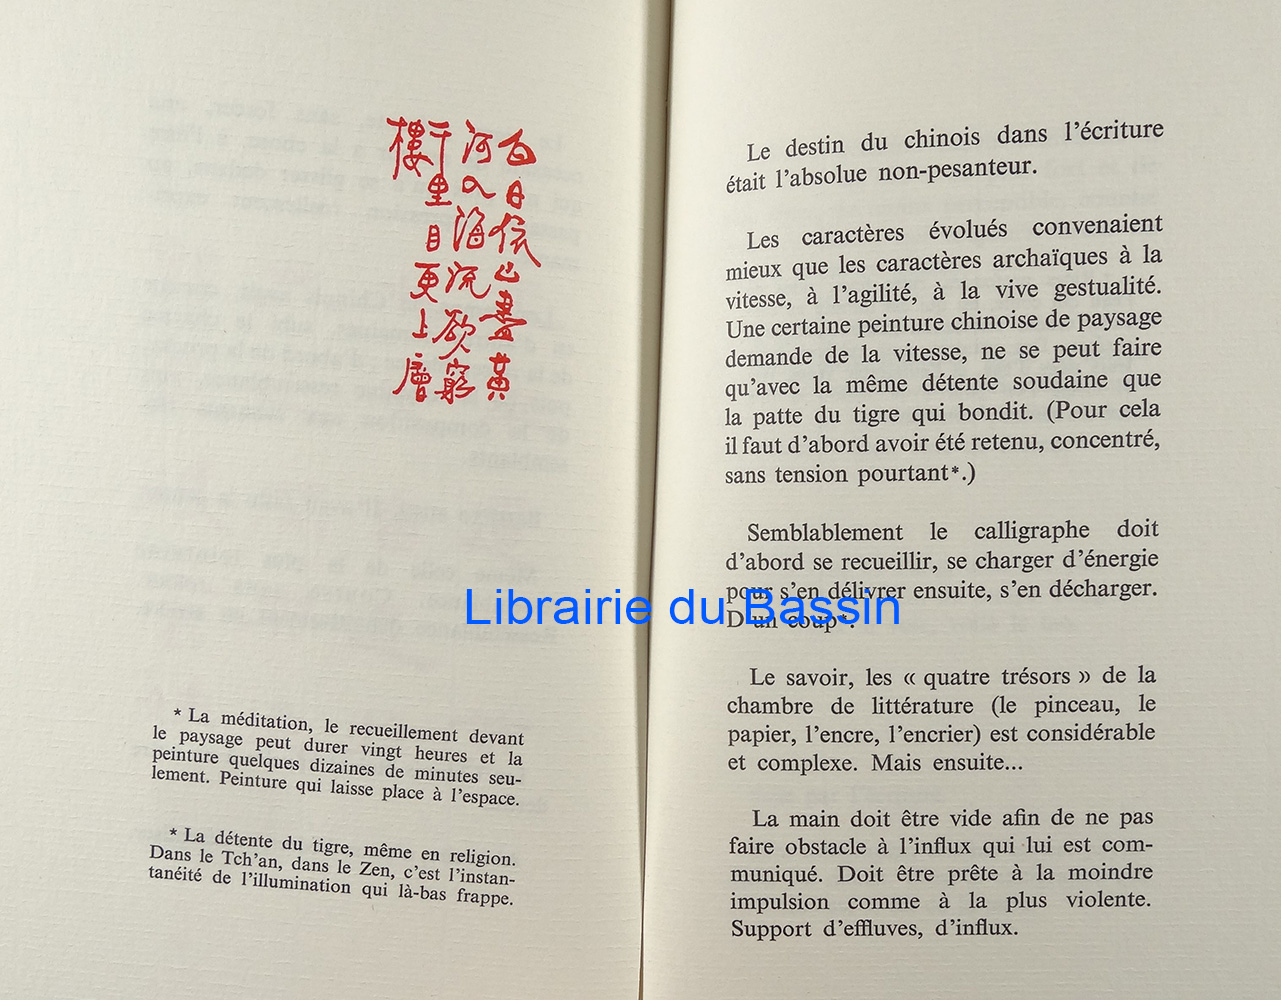 白日依山盡黃
河入海流欲窮
千里目更上層
樓
* La méditation, le recueillement devant
le paysage peut durer vingt heures et la
peinture quelques dizaines de minutes seu-
lement. Peinture qui laisse place à l’espace.
* La détente du tigre, même en religion.
Dans le Tch’an, dans le Zen, c’est l’instan-
tanéité de l’illumination qui là-bas frappe.
Le destin du chinois dans l’écriture
était l’absolue non-pesanteur.
Les caractères évolués convenaient
mieux que les caractères archaïques à la
vitesse, à l’agilité, à la vive gestualité.
Une certaine peinture chinoise de paysage
demande de la vitesse, ne se peut faire
qu’avec la même détente soudaine que
la patte du tigre qui bondit. (Pour cela
il faut d’abord avoir été retenu, concentré,
sans tension pourtant*.)
Semblablement le calligraphe doit
d’abord se recueillir, se charger d’énergie
pour s’en délivrer ensuite, s’en décharger.
D’un coup*.
Le savoir, les « quatre trésors » de la
chambre de littérature (le pinceau, le
papier, l’encre, l’encrier) est considérable
et complexe. Mais ensuite...
La main doit être vide afin de ne pas
faire obstacle à l’influx qui lui est com-
muniqué. Doit être prête à la moindre
impulsion comme à la plus violente.
Support d’effluves, d’influx.
Librairie du Bassin